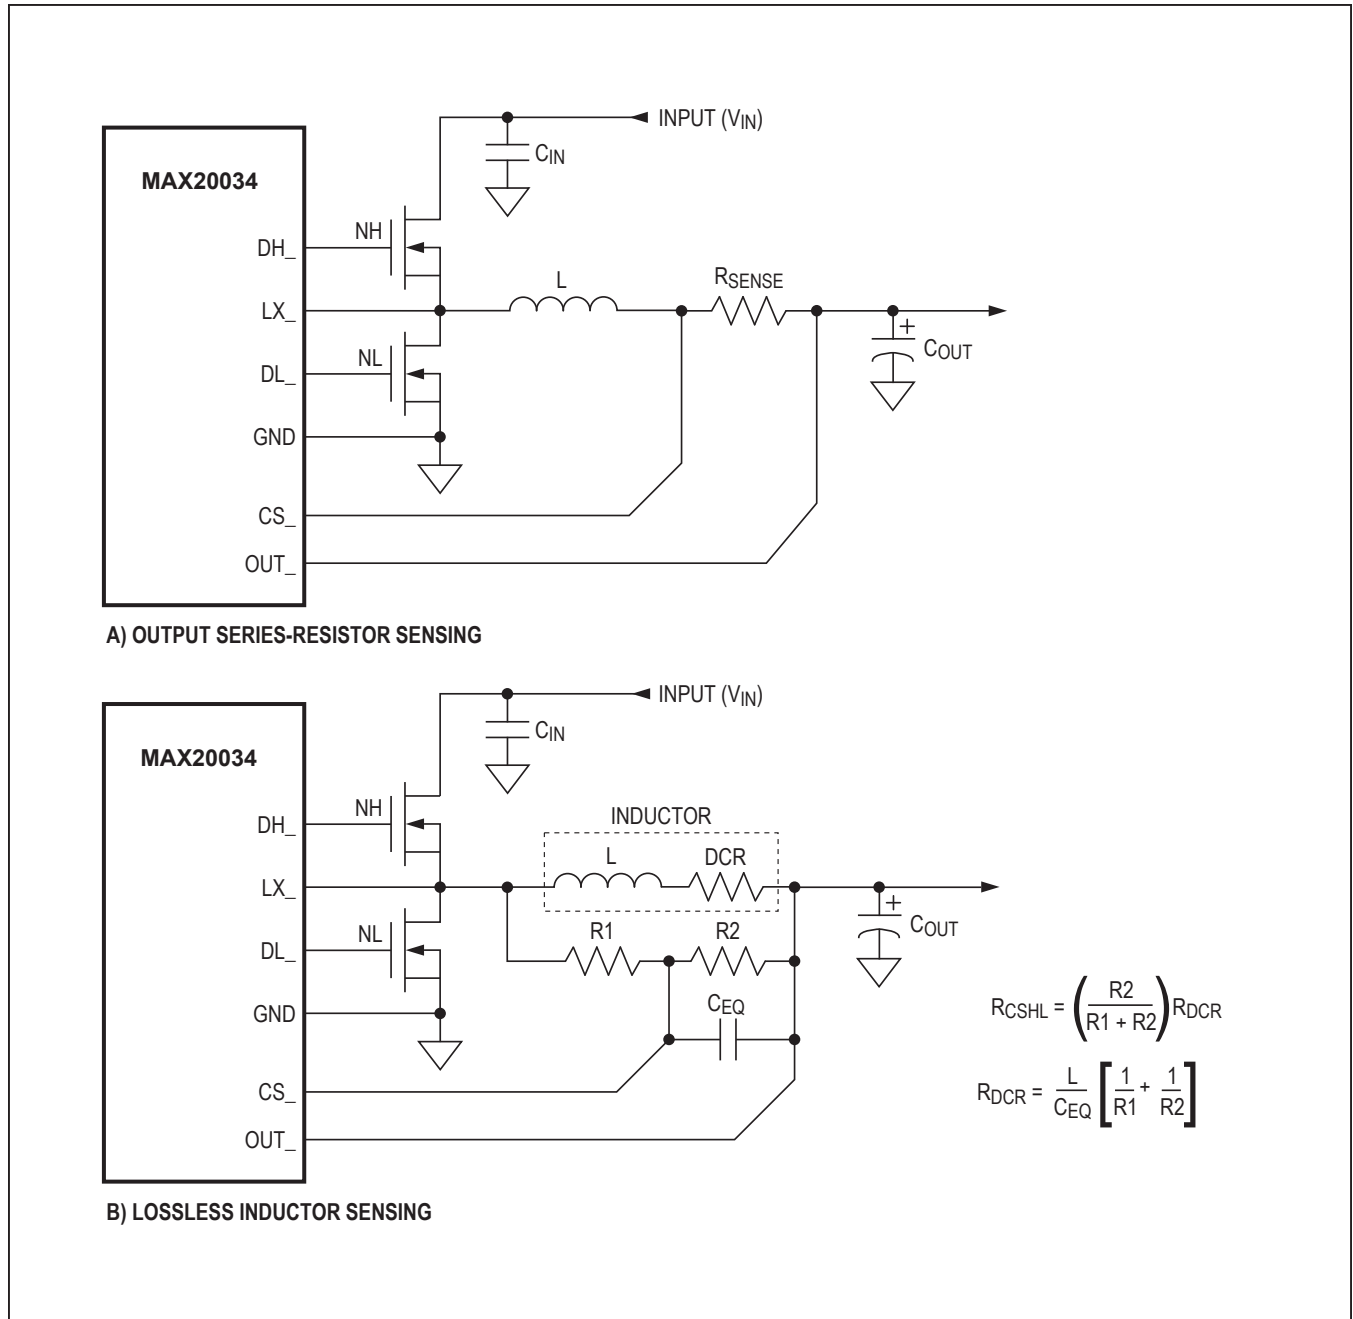 INPUT (VIN)
CIN
MAX20034
NH
DH_
L
RSENSE
LX_
+
COUT
NL
DL_
GND
CS_
OUT_
A) OUTPUT SERIES-RESISTOR SENSING
INPUT (VIN)
CIN
MAX20034
NH
DH_
INDUCTOR
L DCR
LX_
+
COUT
NL
DL_
R1 R2
GND
CEQ
CS_
OUT_
RCSHL = (R2 / R1 + R2) RDCR
RDCR = L / CEQ [1 / R1 + 1 / R2]
B) LOSSLESS INDUCTOR SENSING